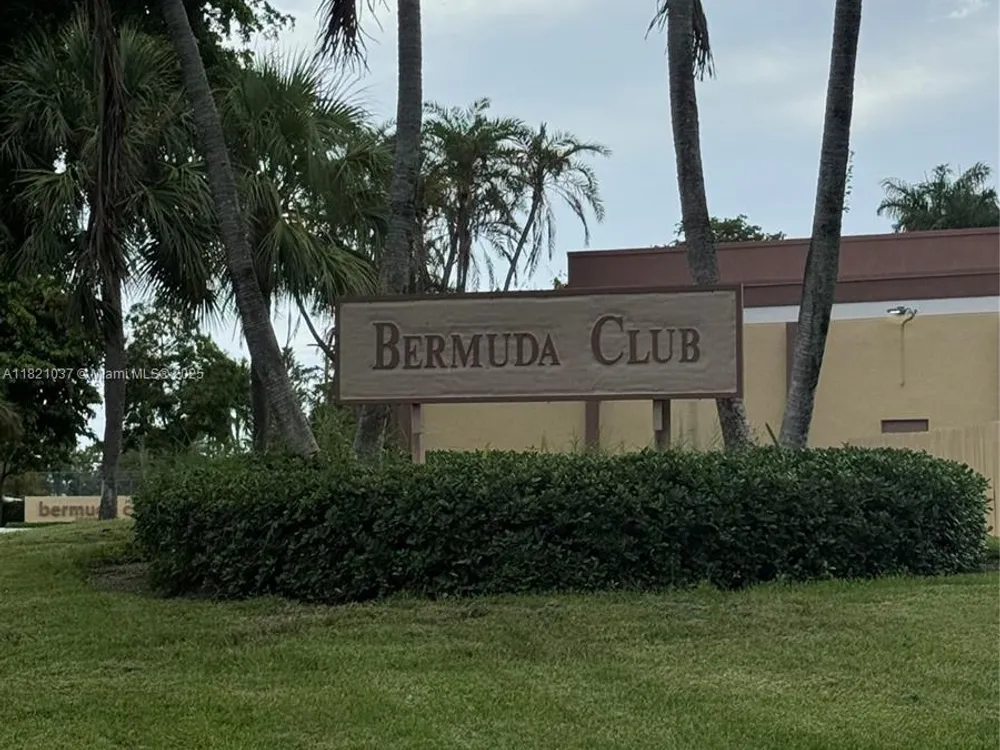 BERMUDA CLUB
A11821037 © Miami MLS® 2025
bermuda c